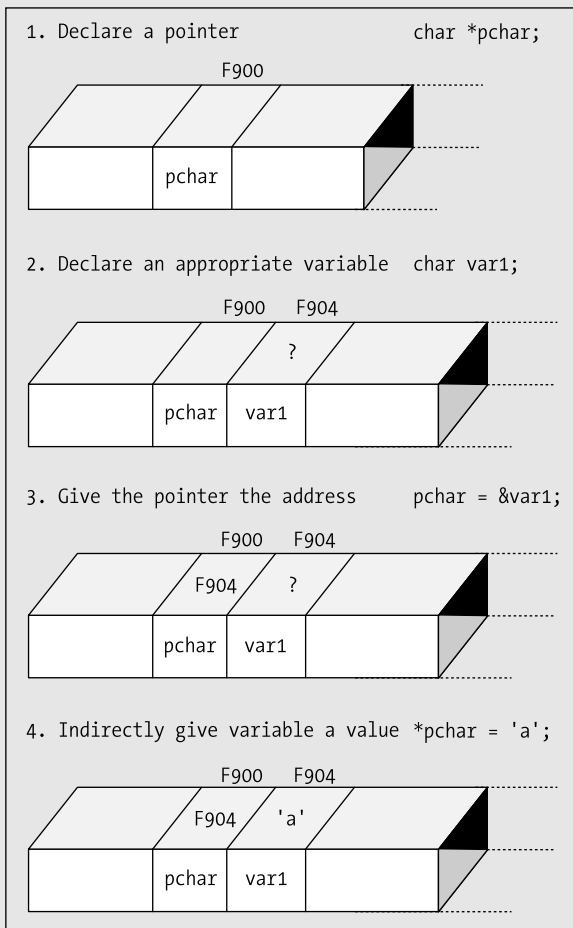 1. Declare a pointer char *pchar;
F900
pchar
2. Declare an appropriate variable char var1;
F900 F904
?
pchar var1
3. Give the pointer the address pchar = &var1;
F900 F904
F904 ?
pchar var1
4. Indirectly give variable a value *pchar = 'a';
F900 F904
F904 'a'
pchar var1